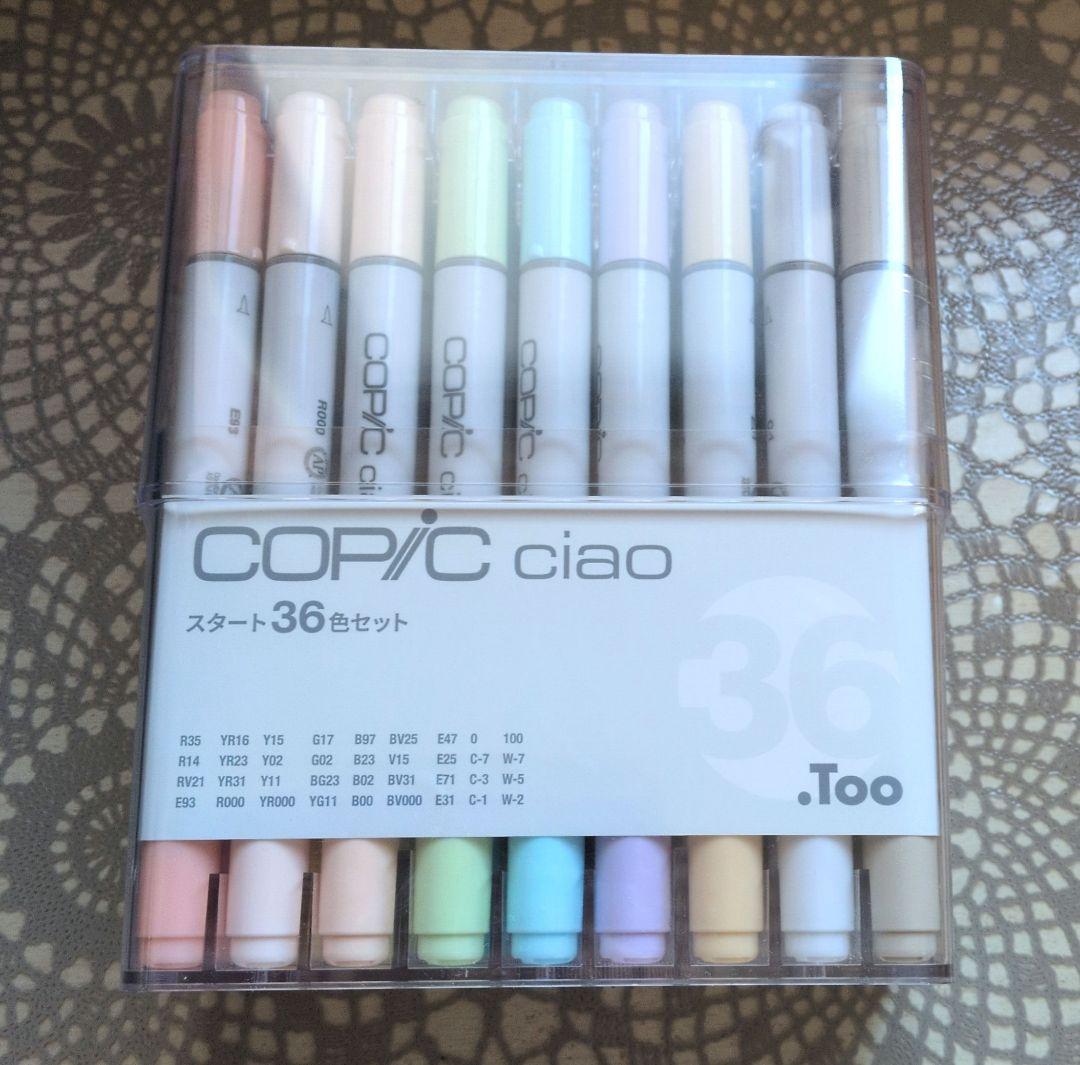 E93
R000
AP
COPIC cia
COPIC
COPIC
COPIC ciao
スタート36色セット
36
R35 YR16 Y15 G17 B97 BV25 E47 0 100
R14 YR23 Y02 G02 B23 V15 E25 C-7 W-7
RV21 YR31 Y11 BG23 B02 BV31 E71 C-3 W-5
E93 R000 YR000 YG11 B00 BV000 E31 C-1 W-2
.Too